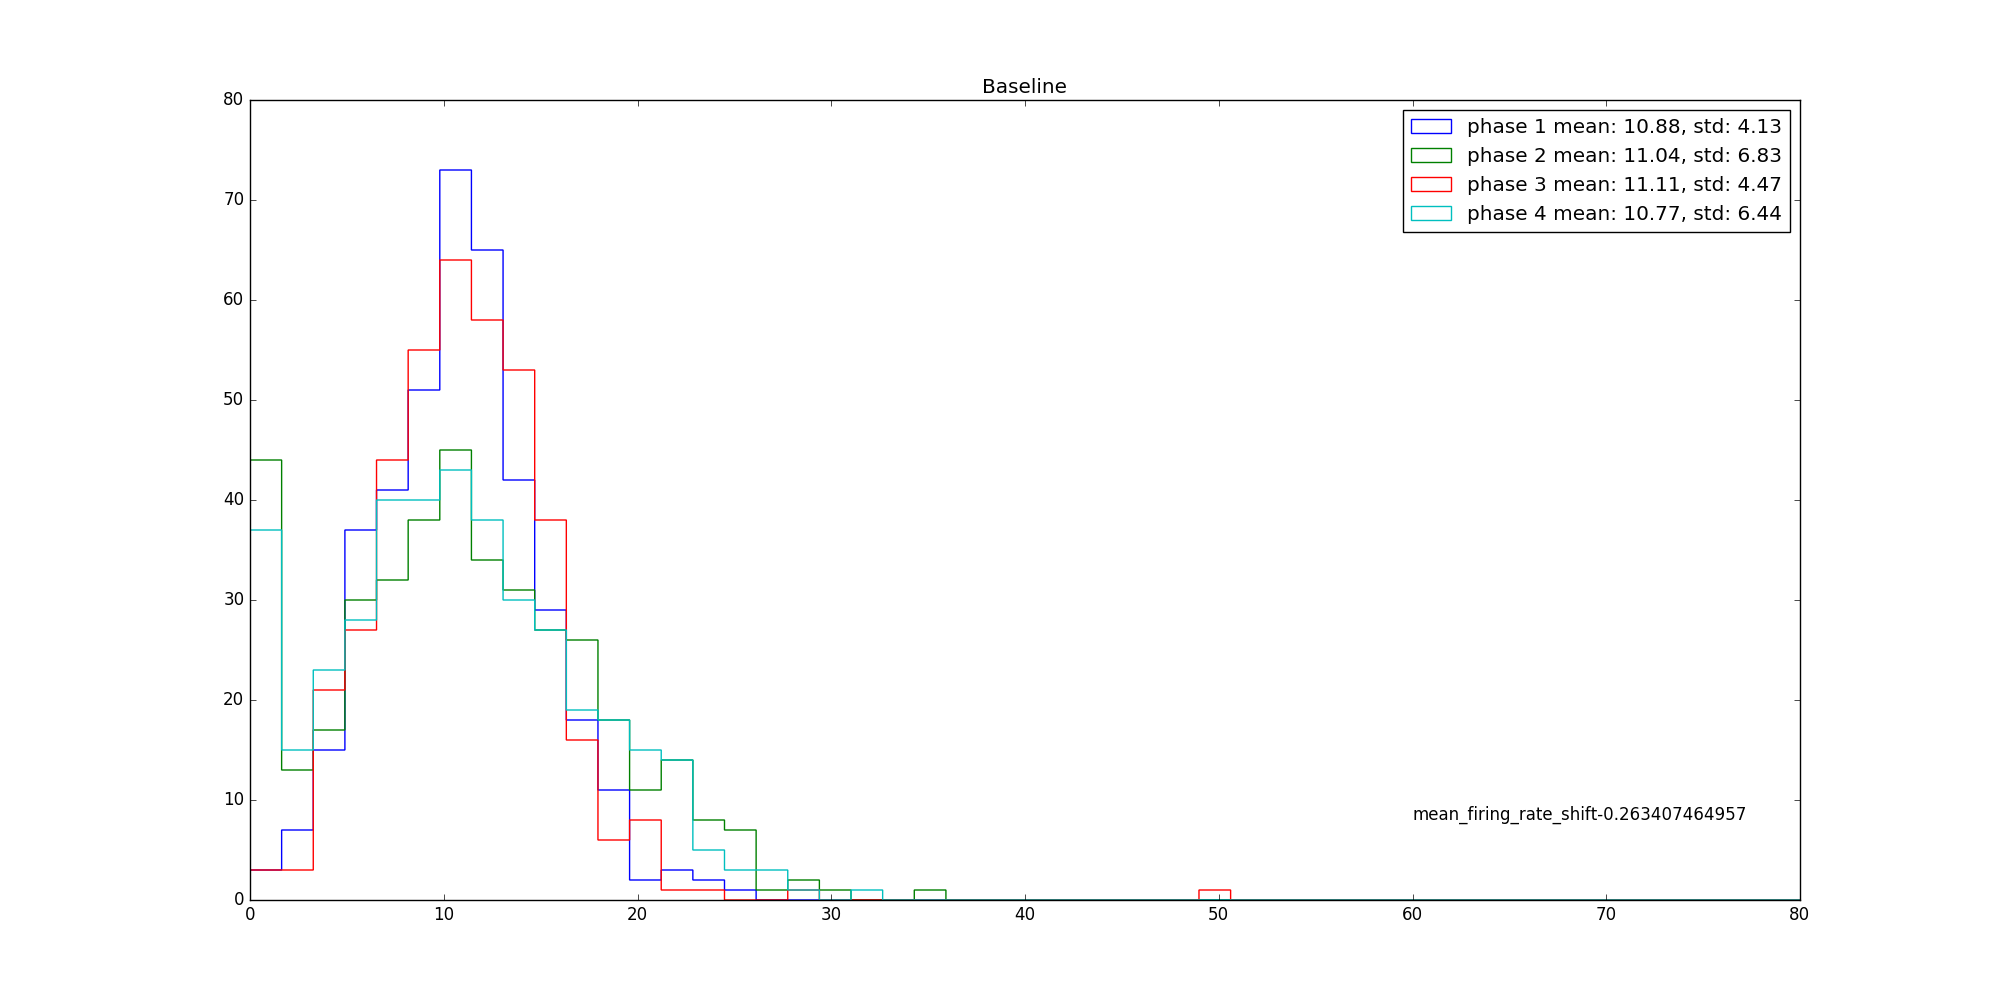 Baseline
80
70
60
50
40
30
20
10
0
phase 1 mean: 10.88, std: 4.13
phase 2 mean: 11.04, std: 6.83
phase 3 mean: 11.11, std: 4.47
phase 4 mean: 10.77, std: 6.44
mean_firing_rate_shift-0.263407464957
0 10 20 30 40 50 60 70 80